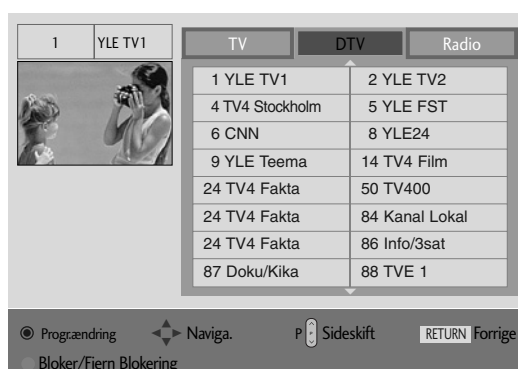 1 YLE TV1
TV DTV Radio
1 YLE TV1 2 YLE TV2
4 TV4 Stockholm 5 YLE FST
6 CNN 8 YLE24
9 YLE Teema 14 TV4 Film
24 TV4 Fakta 50 TV400
24 TV4 Fakta 84 Kanal Lokal
24 TV4 Fakta 86 Info/3sat
87 Doku/Kika 88 TVE 1
Prog.ændring Naviga. P Sideskift RETURN Forrige
Bloker/Fjern Blokering